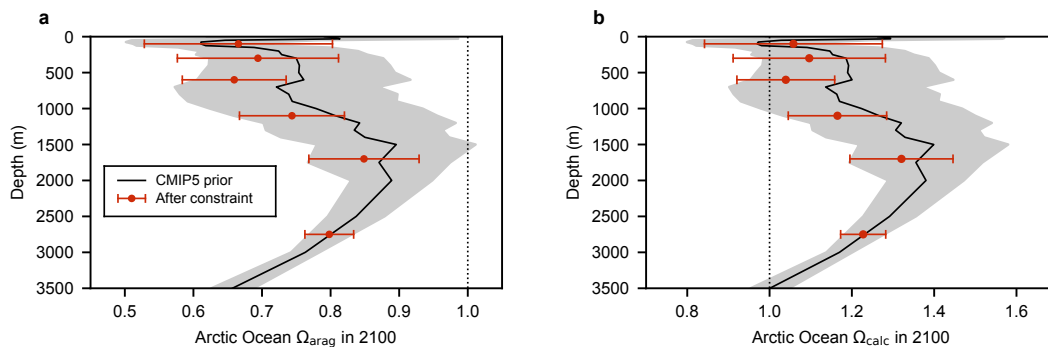 a
0
500
1000
1500
2000
2500
3000
3500
Depth (m)
CMIP5 prior
After constraint
0.5 0.6 0.7 0.8 0.9 1.0
Arctic Ocean Ωarag in 2100
b
0
500
1000
1500
2000
2500
3000
3500
Depth (m)
0.8 1.0 1.2 1.4 1.6
Arctic Ocean Ωcalc in 2100